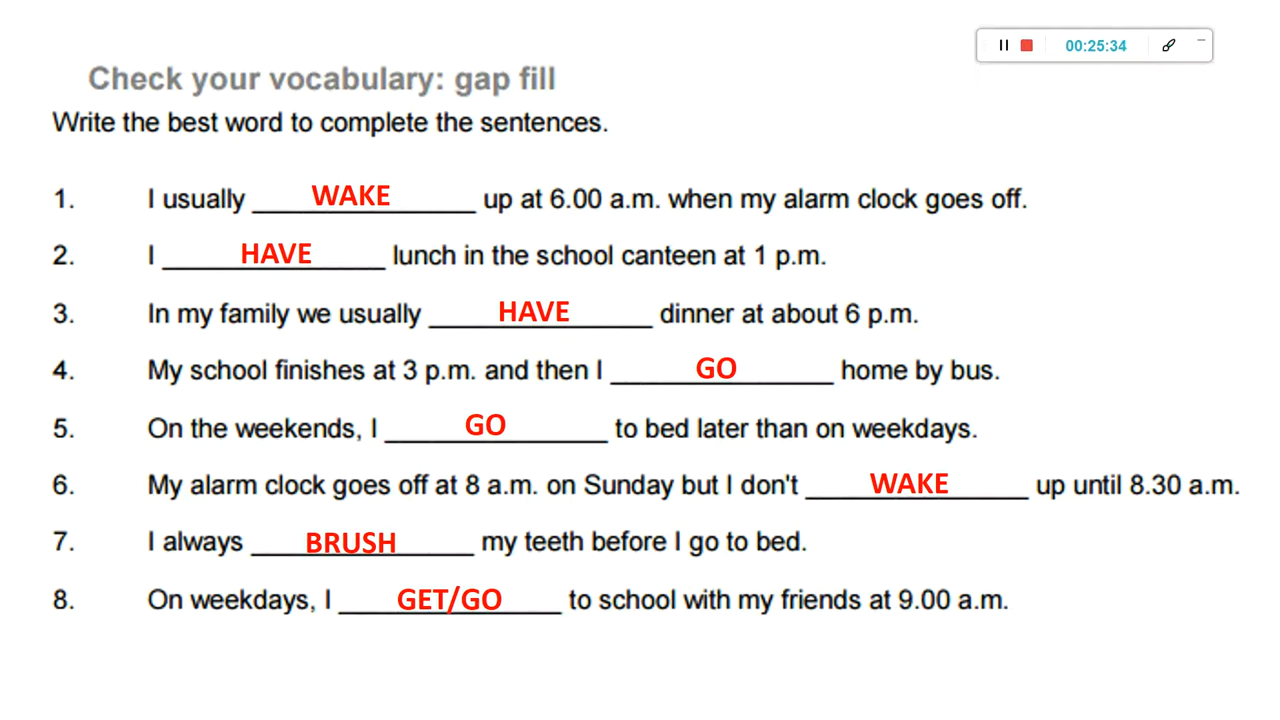 00:25:34
Check your vocabulary: gap fill
Write the best word to complete the sentences.
1. I usually WAKE up at 6.00 a.m. when my alarm clock goes off.
2. I HAVE lunch in the school canteen at 1 p.m.
3. In my family we usually HAVE dinner at about 6 p.m.
4. My school finishes at 3 p.m. and then I GO home by bus.
5. On the weekends, I GO to bed later than on weekdays.
6. My alarm clock goes off at 8 a.m. on Sunday but I don't WAKE up until 8.30 a.m.
7. I always BRUSH my teeth before I go to bed.
8. On weekdays, I GET/GO to school with my friends at 9.00 a.m.